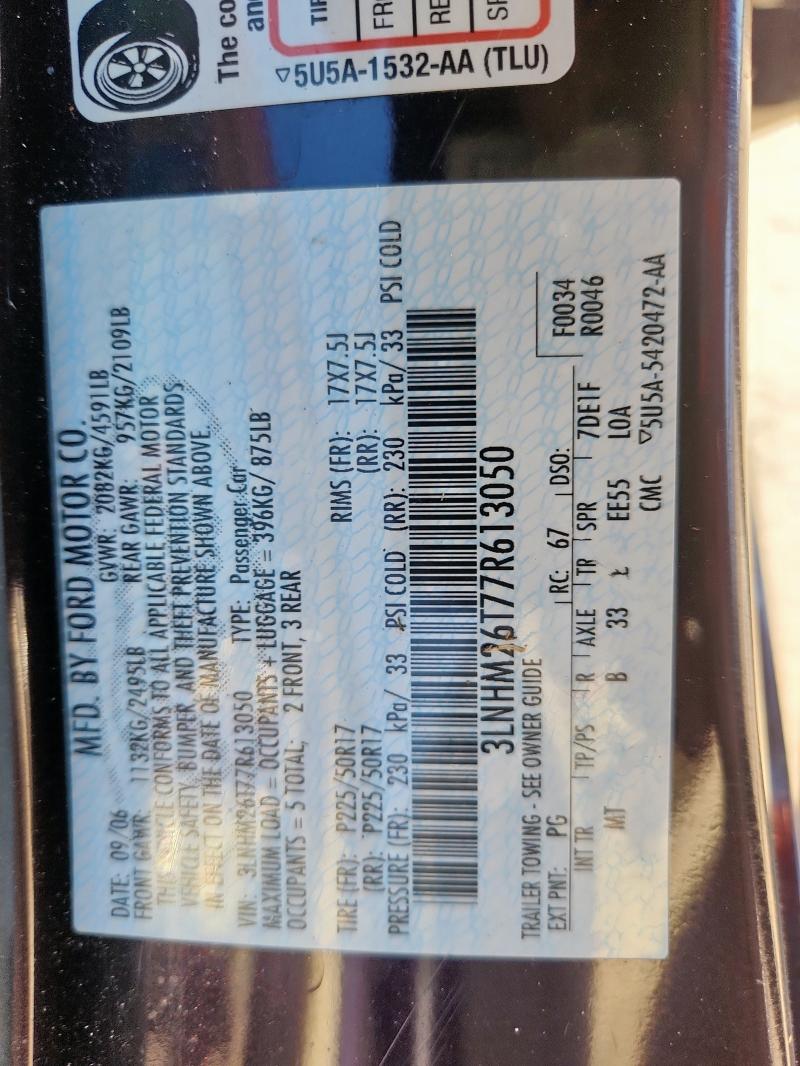 The co
an
TIR
FR
RE
SP
▽5U5A-1532-AA (TLU)
MFD. BY FORD MOTOR CO.
DATE: 09/06 GVWR: 2082KG/4591LB
FRONT GAWR: 1132KG/2495LB REAR GAWR: 957KG/2109LB
THIS VEHICLE CONFORMS TO ALL APPLICABLE FEDERAL MOTOR
VEHICLE SAFETY, BUMPER, AND THEFT PREVENTION STANDARDS
IN EFFECT ON THE DATE OF MANUFACTURE SHOWN ABOVE.
VIN: 3LNHM26T77R613050 TYPE: Passenger Car
MAXIMUM LOAD = OCCUPANTS + LUGGAGE = 396KG/ 875LB
OCCUPANTS = 5 TOTAL; 2 FRONT, 3 REAR
TIRE (FR): P225/50R17 RIMS (FR): 17X7.5J
(RR): P225/50R17 (RR): 17X7.5J
PRESSURE (FR): 230 kPa/ 33 PSI COLD (RR): 230 kPa/ 33 PSI COLD
3LNHM26T77R613050
TRAILER TOWING - SEE OWNER GUIDE
EXT PNT: PG RC: 67 DSO: F0034
R0046
INT TR TP/PS R AXLE TR SPR 7DE1F
MT B 33 EE55 LOA
CMC ▽5U5A-5420472-AA